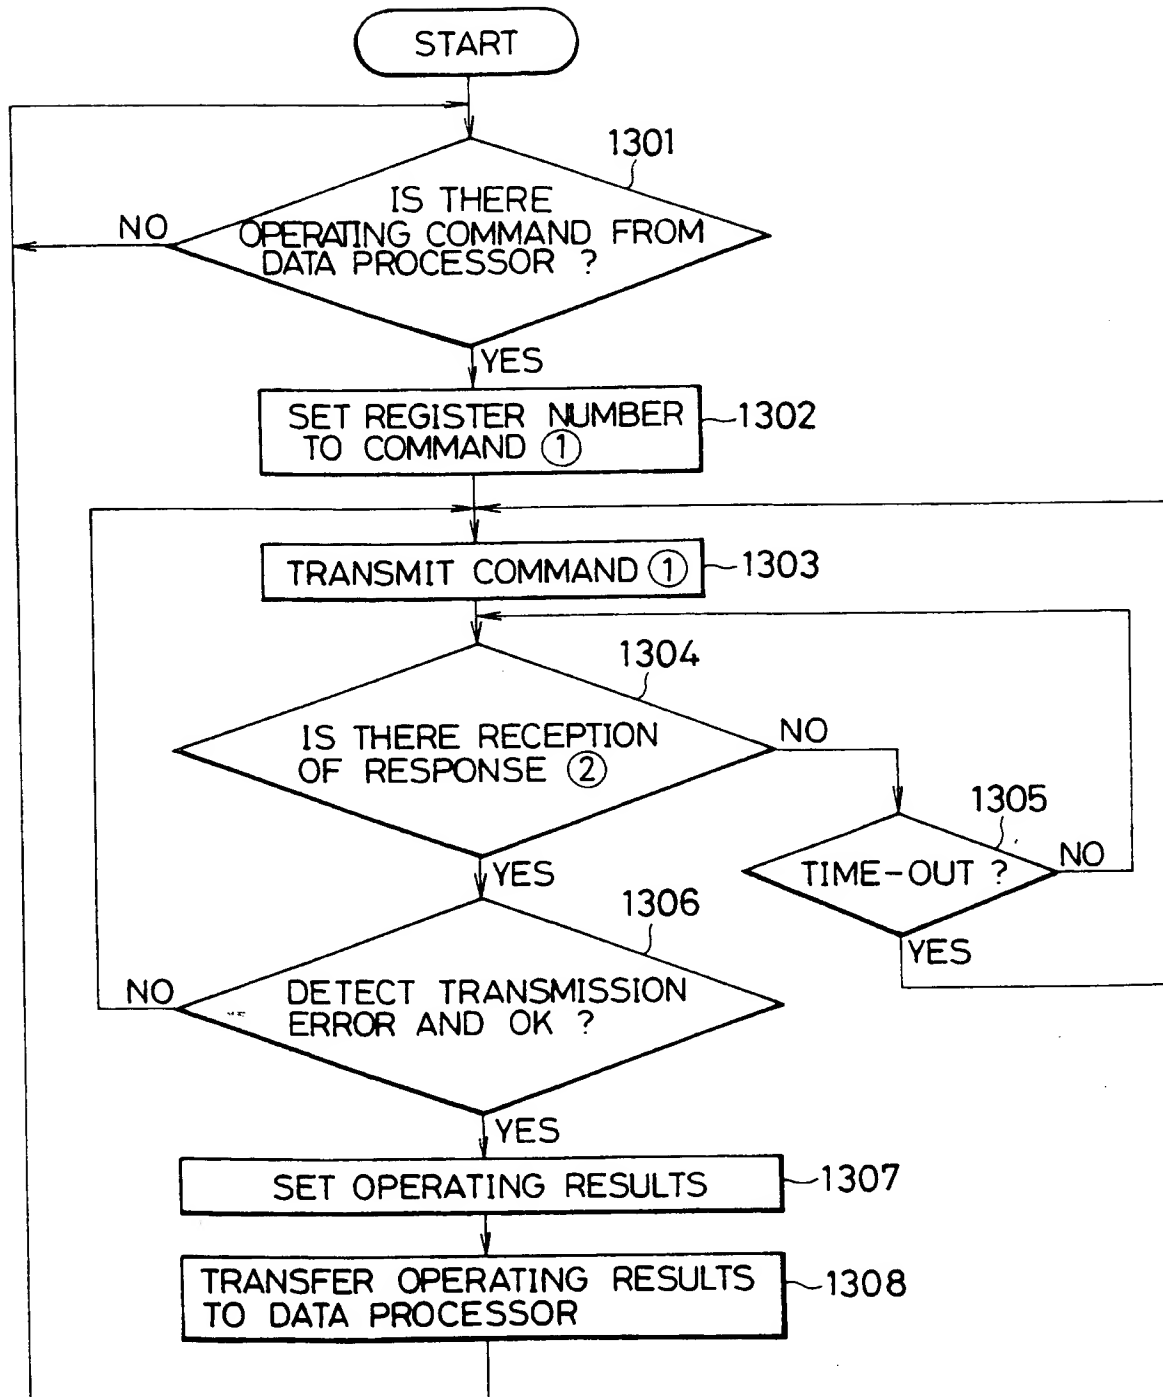 START
1301
IS THERE
OPERATING COMMAND FROM
DATA PROCESSOR ?
NO
YES
SET REGISTER NUMBER
TO COMMAND ①
1302
TRANSMIT COMMAND ①
1303
1304
IS THERE RECEPTION
OF RESPONSE ②
NO
1305
TIME-OUT ?
NO
YES
YES
1306
DETECT TRANSMISSION
ERROR AND OK ?
NO
YES
SET OPERATING RESULTS
1307
TRANSFER OPERATING RESULTS
TO DATA PROCESSOR
1308